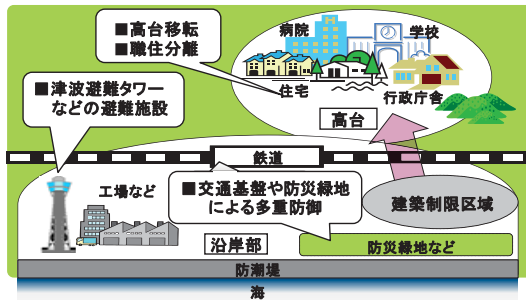 ■高台移転
■職住分離
病院
学校
住宅
行政庁舎
高台
■津波避難タワー
などの避難施設
鉄道
工場など
■交通基盤や防災緑地
による多重防御
建築制限区域
沿岸部
防災緑地など
防潮堤
海